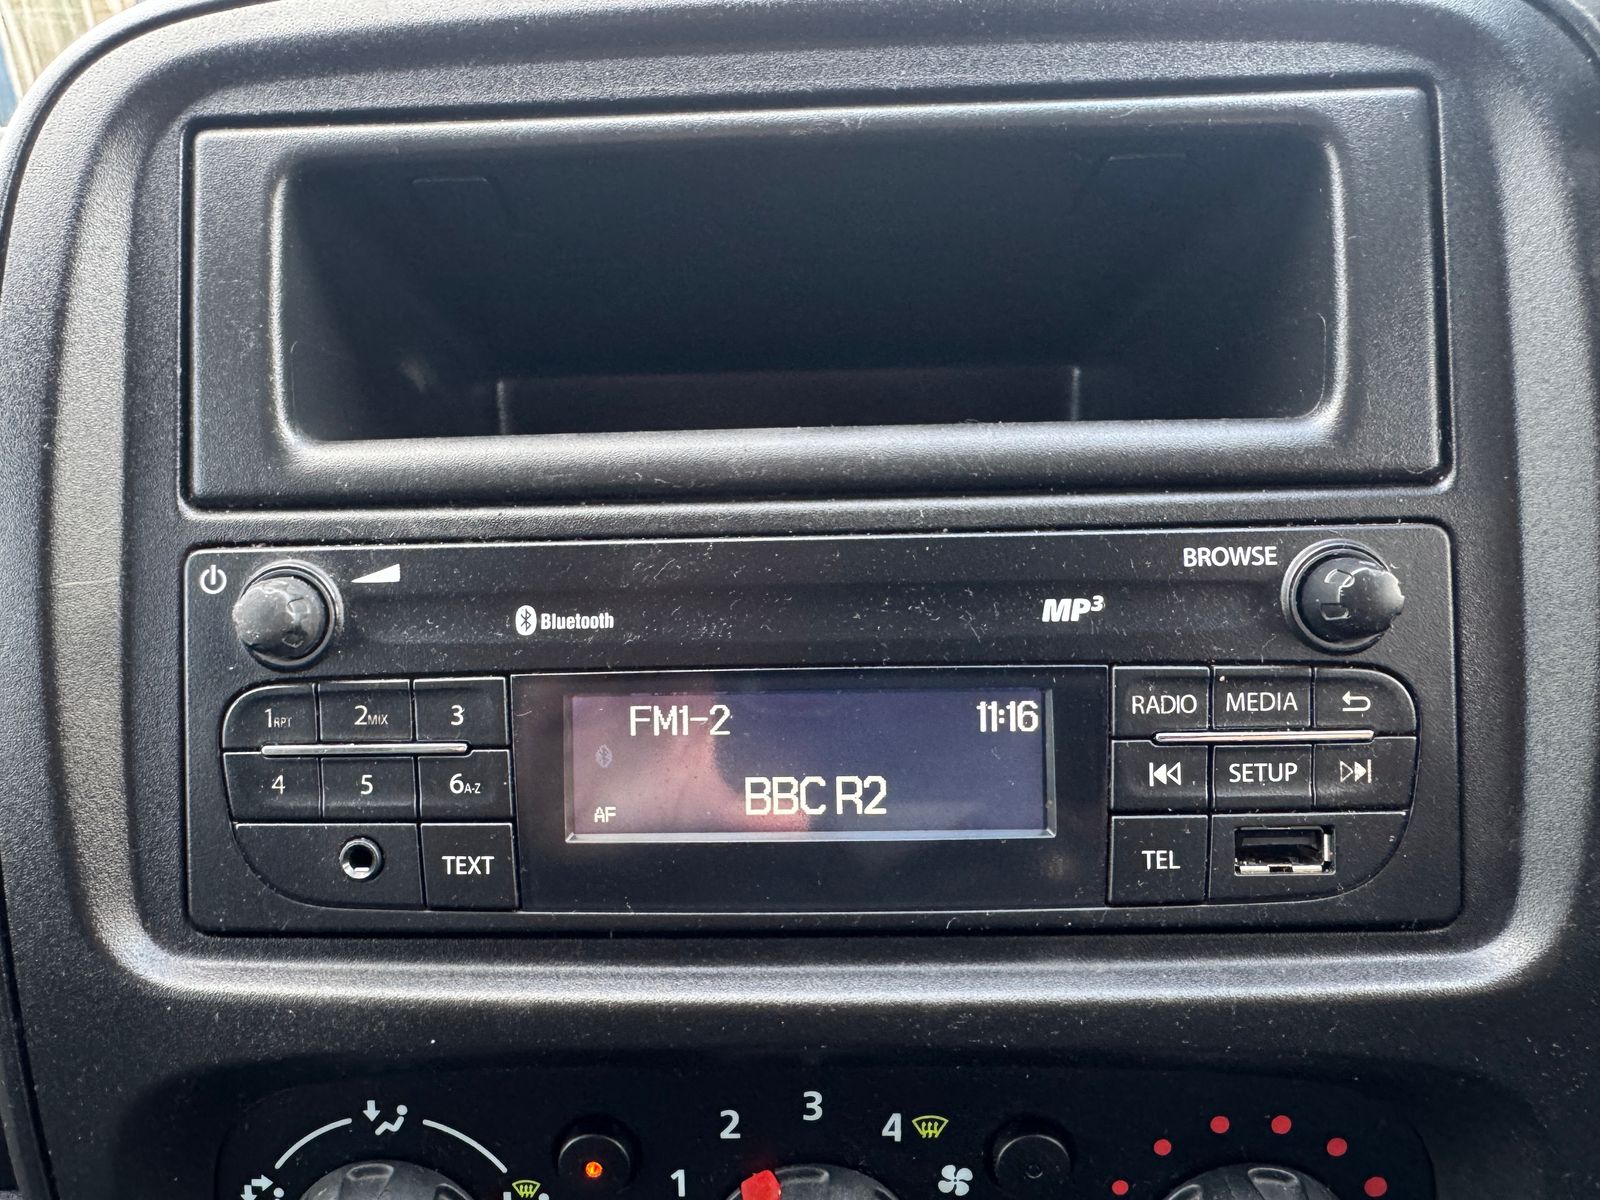 BROWSE
Bluetooth
MP3
1RPT 2MIX 3
FM1-2 11:16
RADIO MEDIA
4 5 6A-Z
BBC R2
SETUP
AF
TEXT
TEL
1 2 3 4